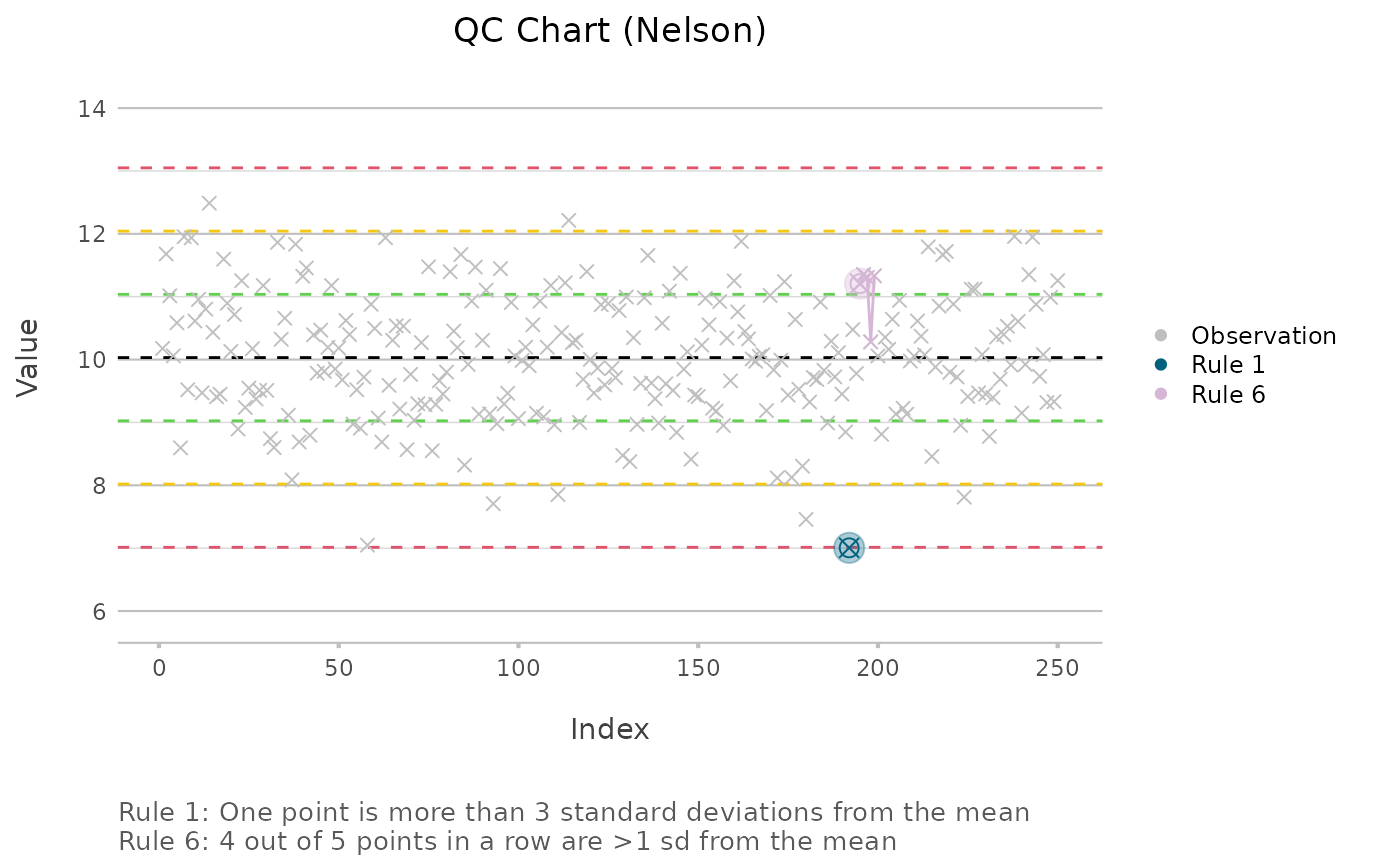 QC Chart (Nelson)
14
12
10
8
6
Value
0 50 100 150 200 250
Index
Observation
Rule 1
Rule 6
Rule 1: One point is more than 3 standard deviations from the mean
Rule 6: 4 out of 5 points in a row are >1 sd from the mean